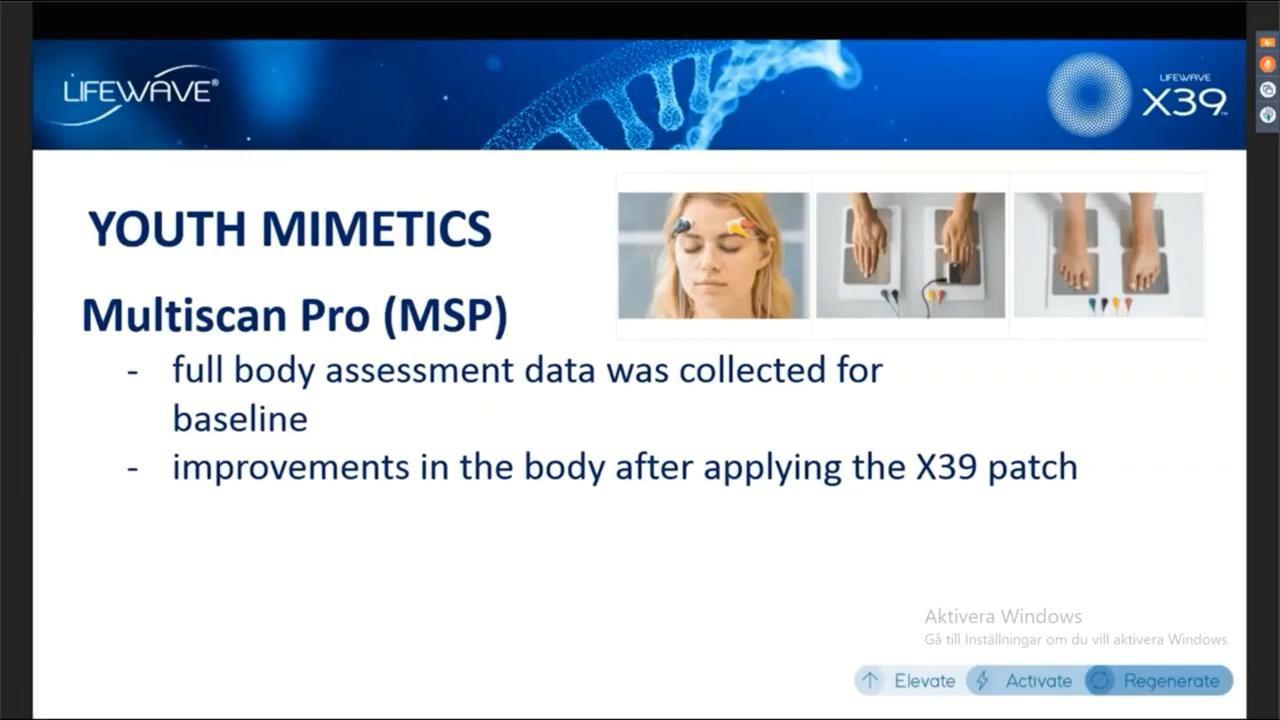 LIFEWAVE®
LIFEWAVE
X39™
YOUTH MIMETICS
Multiscan Pro (MSP)
- full body assessment data was collected for
baseline
- improvements in the body after applying the X39 patch
Aktivera Windows
Gå till Inställningar om du vill aktivera Windows.
Elevate Activate Regenerate